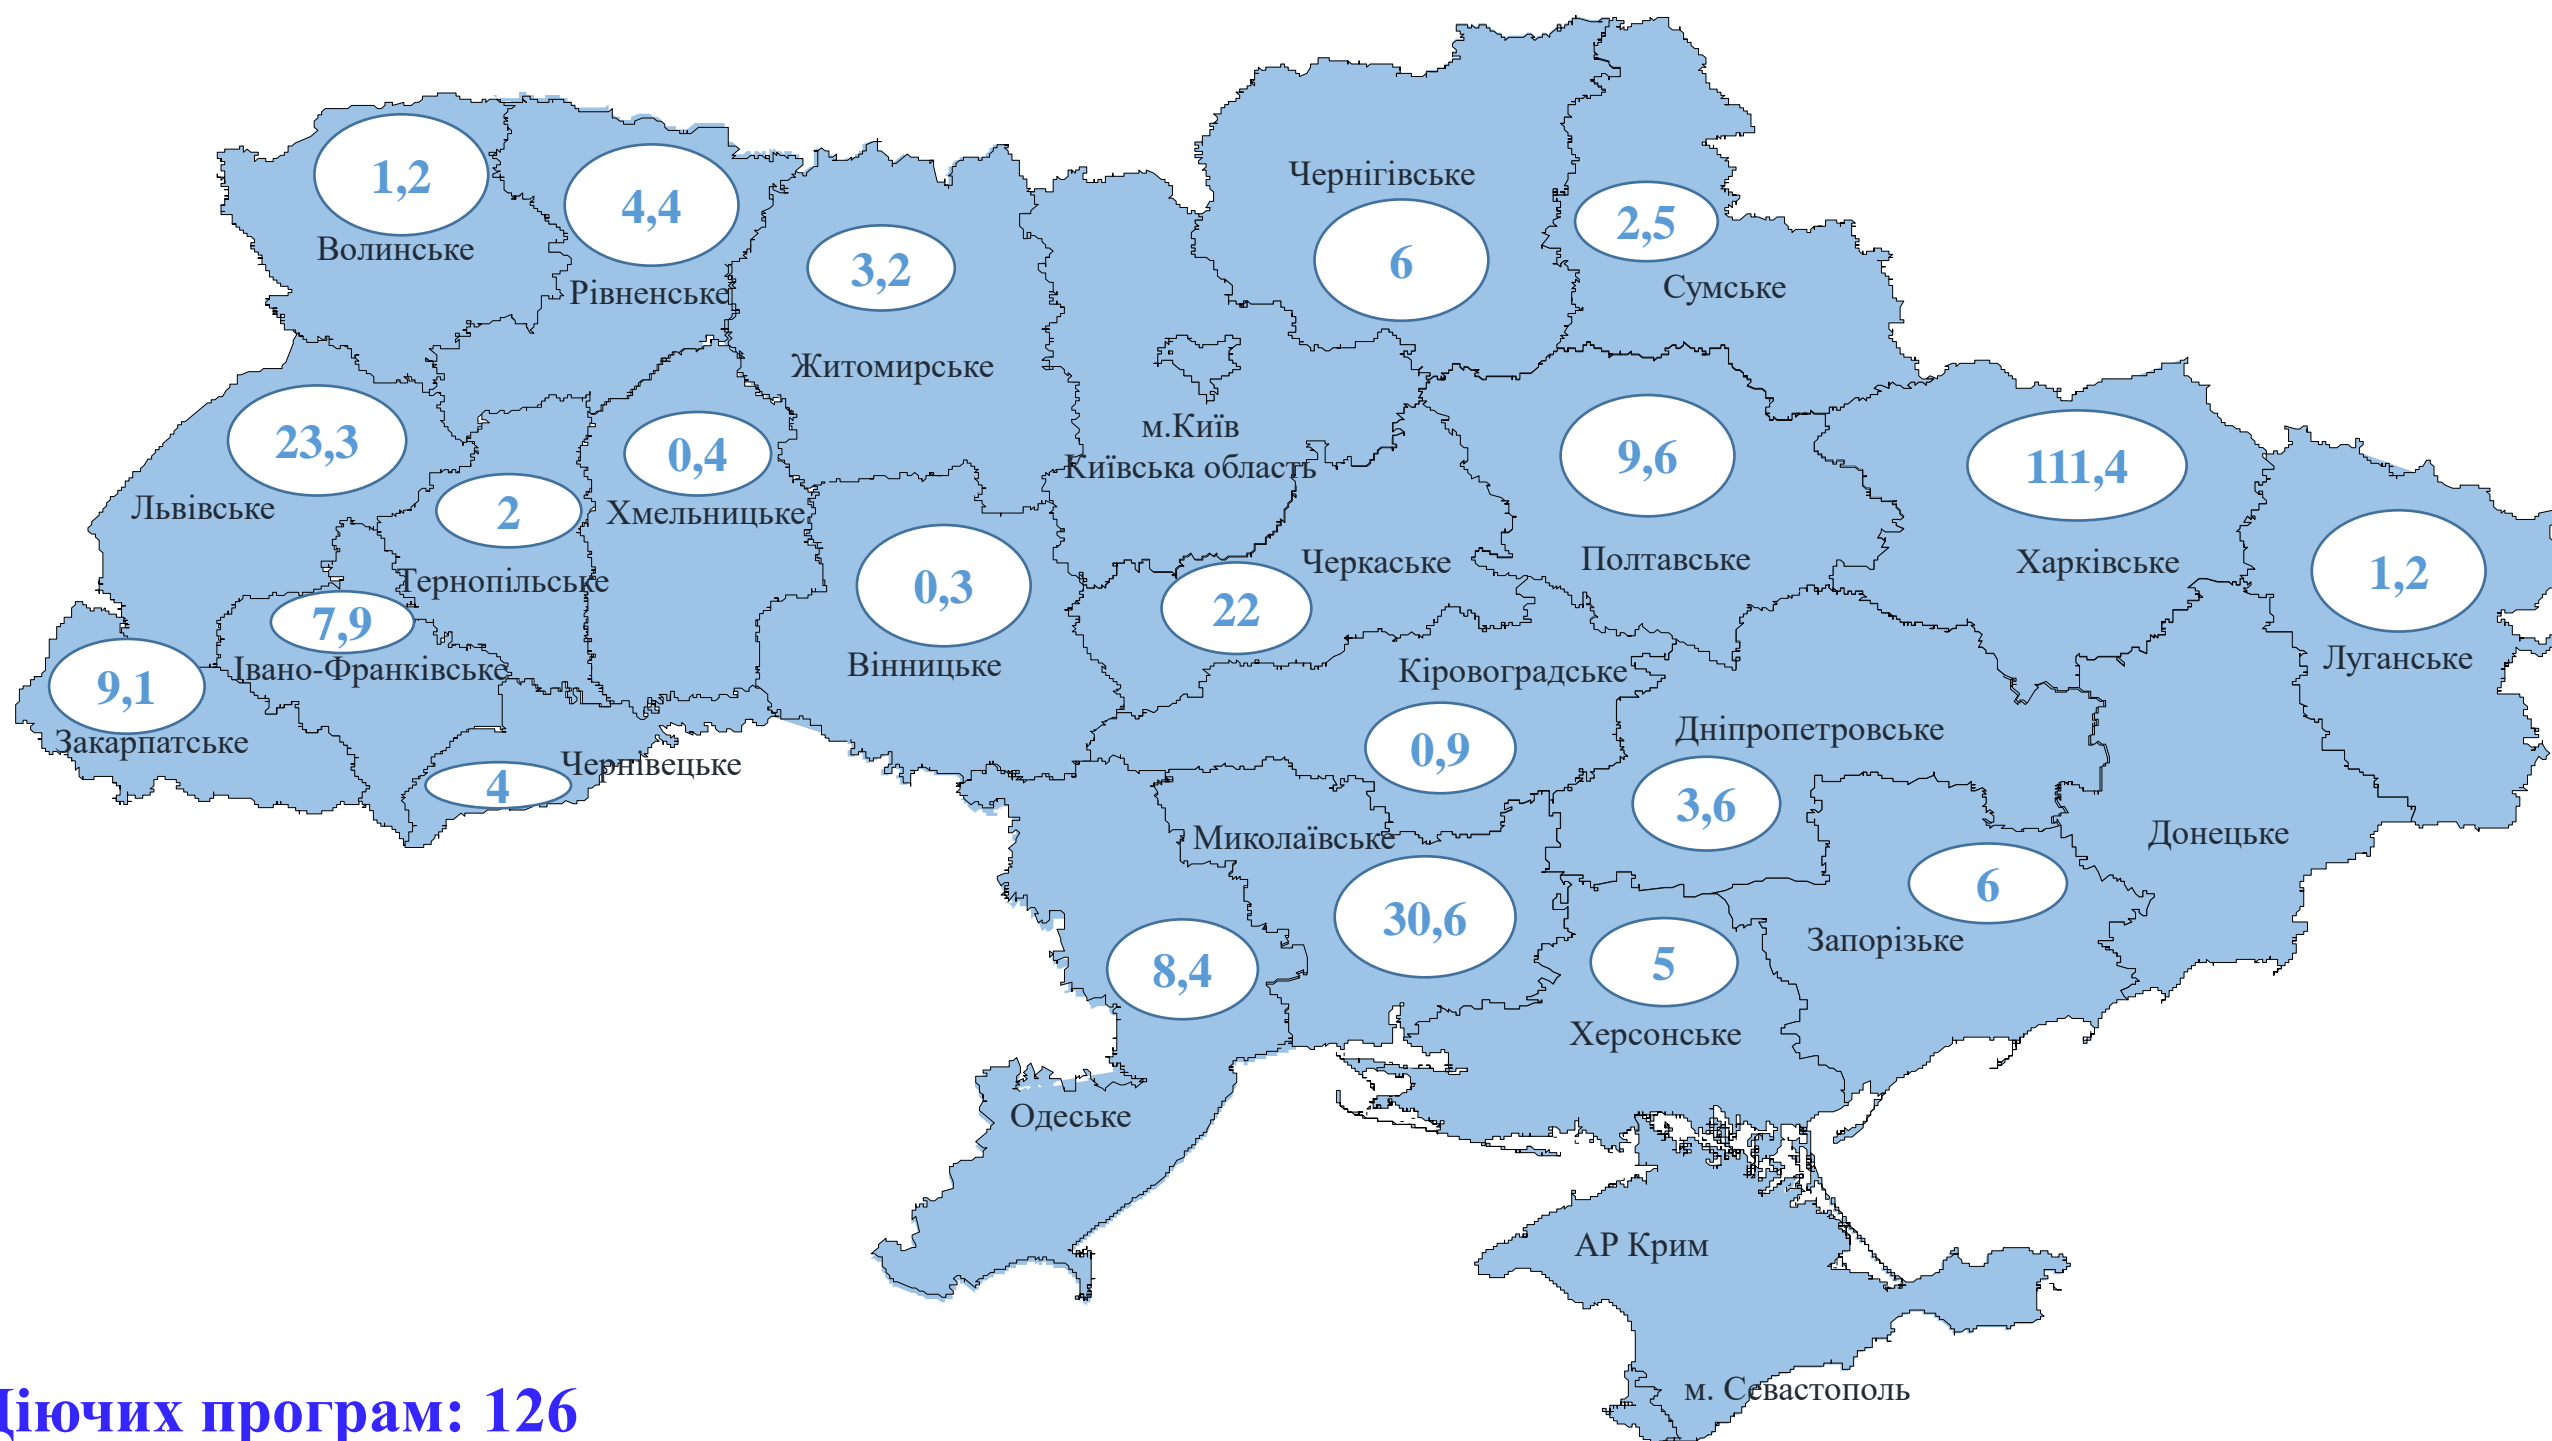 1,2
Волинське
4,4
Рівненське
3,2
Житомирське
Чернігівське
6
2,5
Сумське
м.Київ
Київська область
23,3
Львівське
2
Тернопільське
0,4
Хмельницьке
0,3
Вінницьке
22
Черкаське
9,6
Полтавське
111,4
Харківське
1,2
Луганське
7,9
Івано-Франківське
9,1
Закарпатське
4
Чернівецьке
Кіровоградське
0,9
Дніпропетровське
3,6
Миколаївське
30,6
8,4
Одеське
5
Херсонське
6
Запорізьке
Донецьке
АР Крим
м. Севастополь
Діючих програм: 126